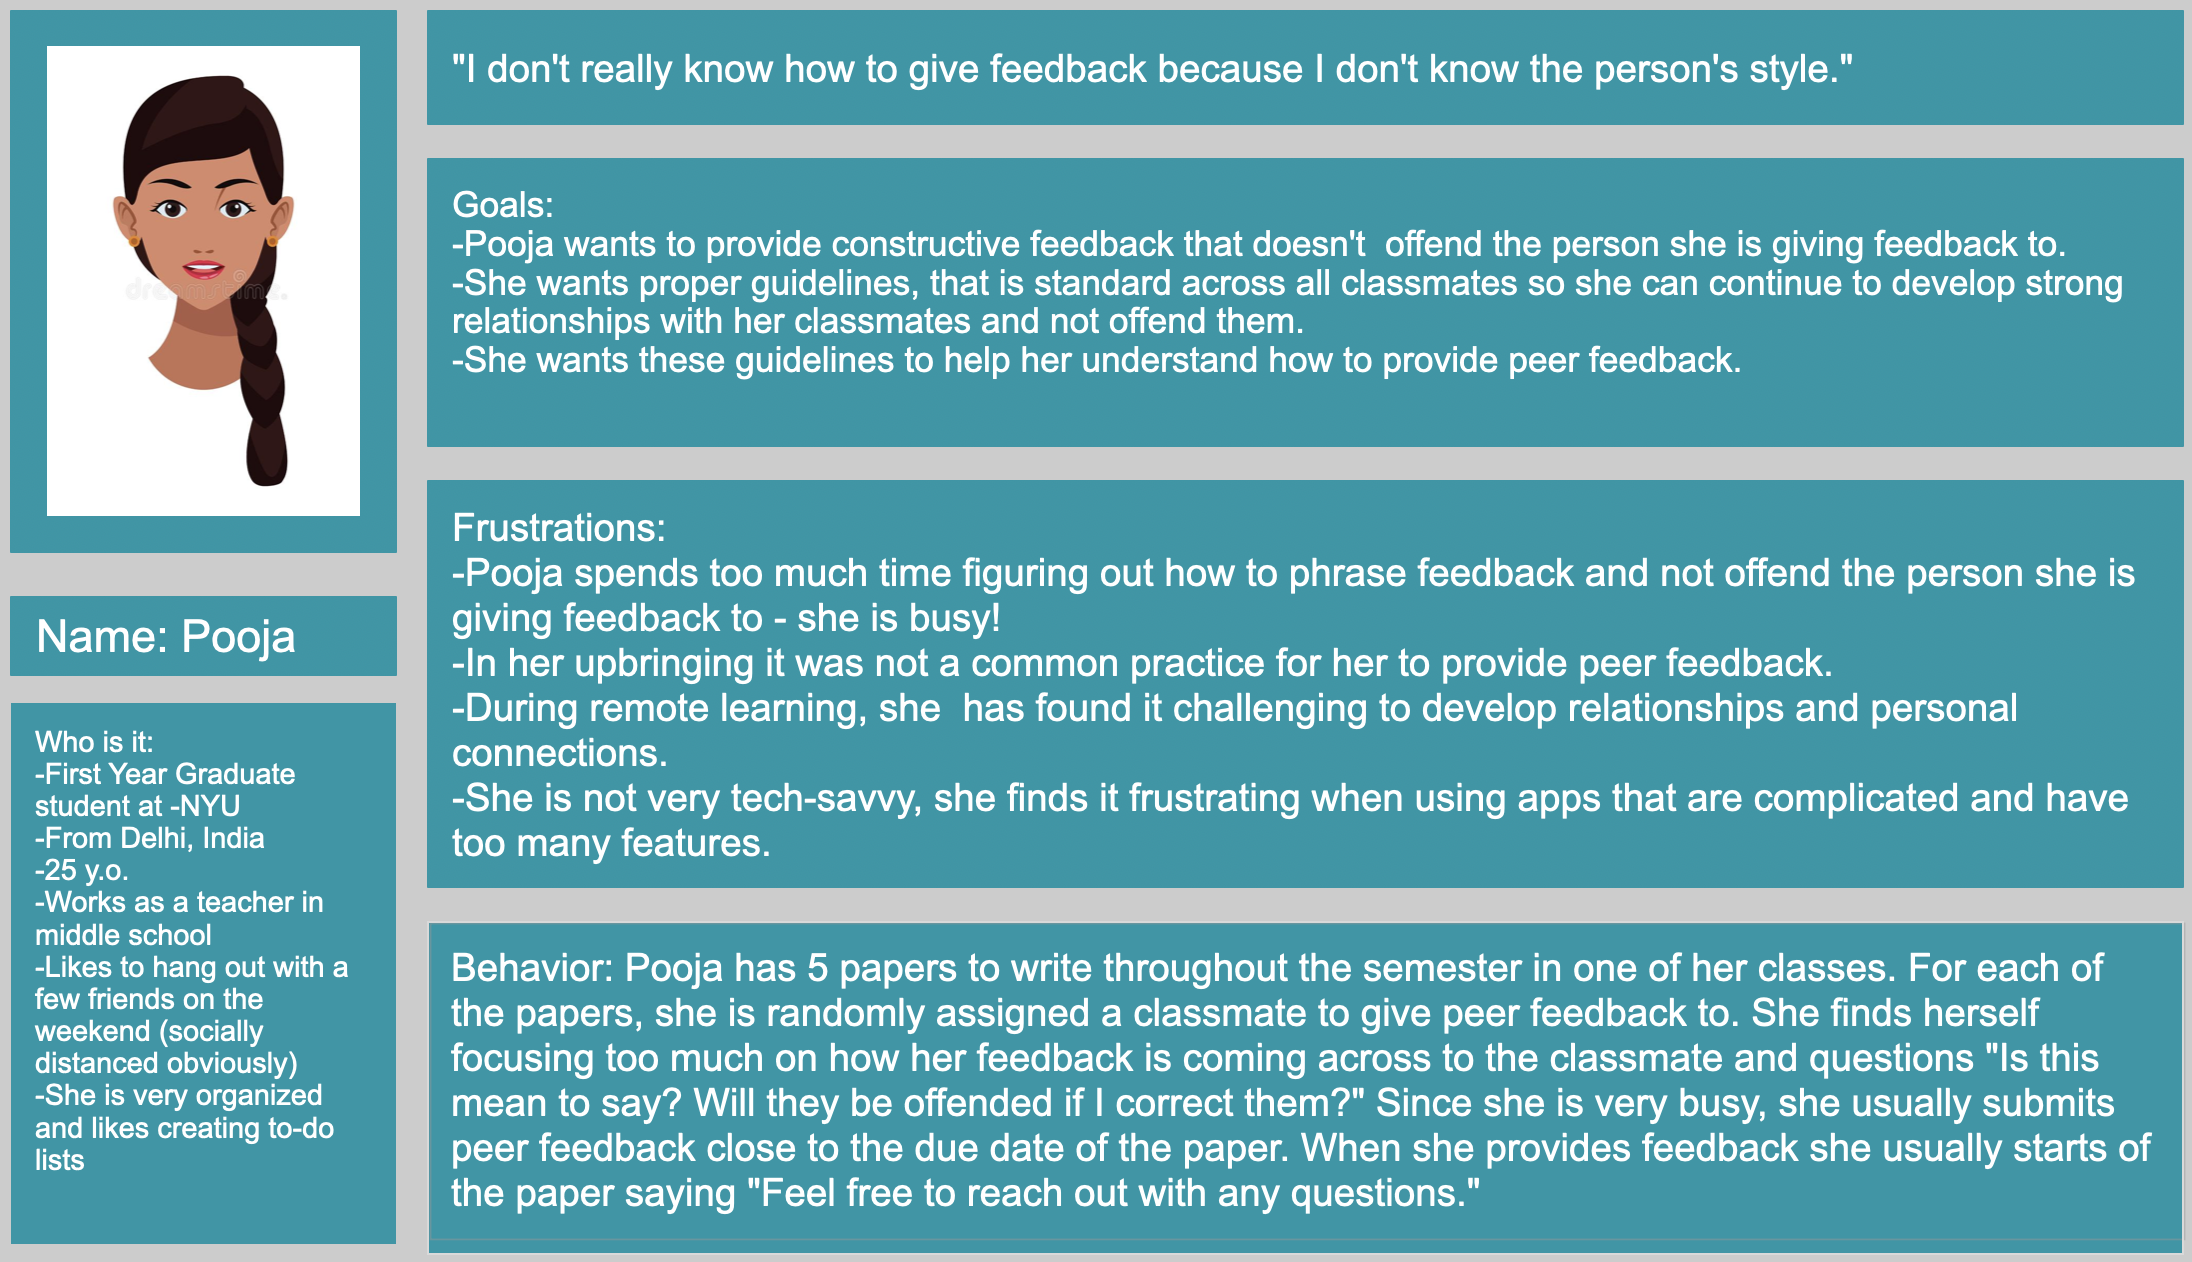 "I don't really know how to give feedback because I don't know the person's style."
Goals:
-Pooja wants to provide constructive feedback that doesn't  offend the person she is giving feedback to.
-She wants proper guidelines, that is standard across all classmates so she can continue to develop strong
relationships with her classmates and not offend them.
-She wants these guidelines to help her understand how to provide peer feedback.
Frustrations:
-Pooja spends too much time figuring out how to phrase feedback and not offend the person she is
giving feedback to - she is busy!
-In her upbringing it was not a common practice for her to provide peer feedback.
-During remote learning, she  has found it challenging to develop relationships and personal
connections.
-She is not very tech-savvy, she finds it frustrating when using apps that are complicated and have
too many features.
Behavior: Pooja has 5 papers to write throughout the semester in one of her classes. For each of
the papers, she is randomly assigned a classmate to give peer feedback to. She finds herself
focusing too much on how her feedback is coming across to the classmate and questions "Is this
mean to say? Will they be offended if I correct them?" Since she is very busy, she usually submits
peer feedback close to the due date of the paper. When she provides feedback she usually starts of
the paper saying "Feel free to reach out with any questions."
Name: Pooja
Who is it:
-First Year Graduate
student at -NYU
-From Delhi, India
-25 y.o.
-Works as a teacher in
middle school
-Likes to hang out with a
few friends on the
weekend (socially
distanced obviously)
-She is very organized
and likes creating to-do
lists